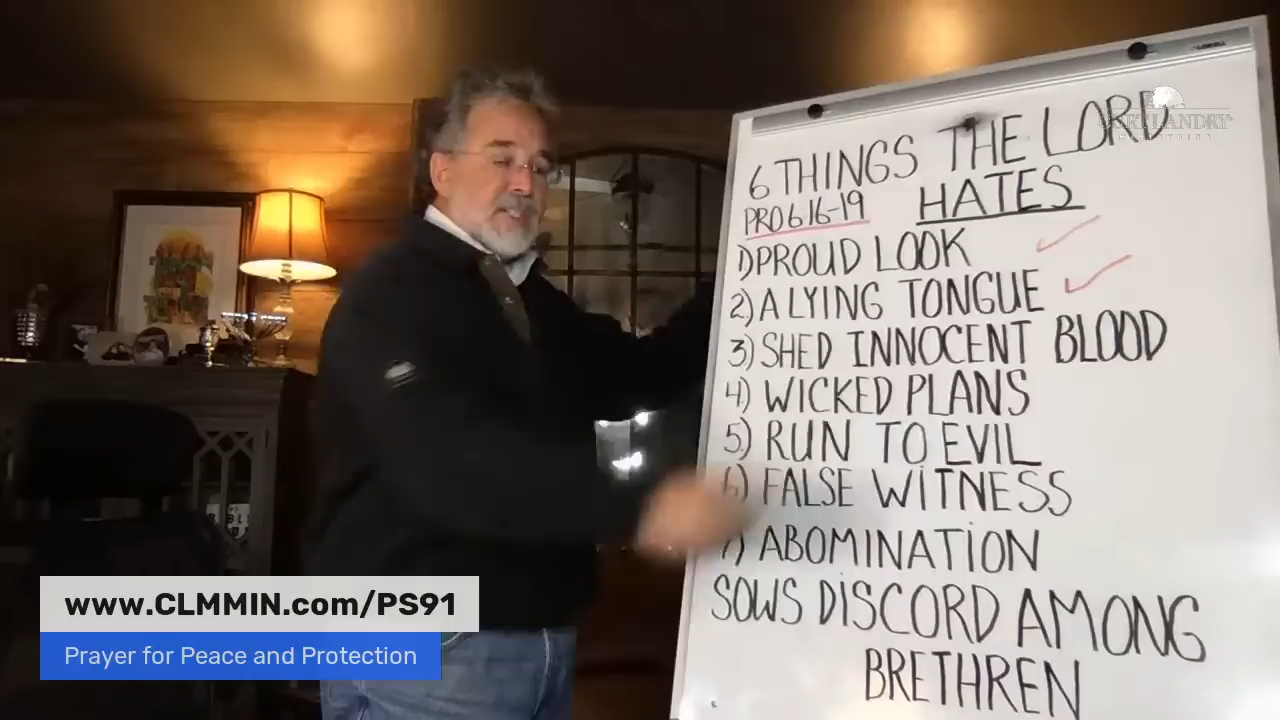 6 THINGS THE LORD
PRO 6 16-19 HATES
1) PROUD LOOK
2) A LYING TONGUE
3) SHED INNOCENT BLOOD
4) WICKED PLANS
5) RUN TO EVIL
6) FALSE WITNESS
7) ABOMINATION
SOWS DISCORD AMONG
BRETHREN
www.CLMMIN.com/PS91
Prayer for Peace and Protection